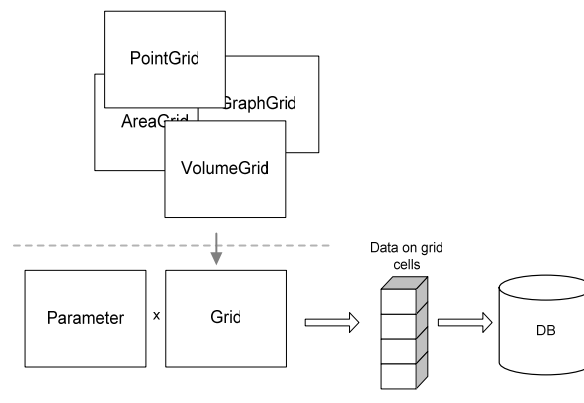 PointGrid
GraphGrid
AreaGrid
VolumeGrid
Data on grid
cells
Parameter
x
Grid
DB